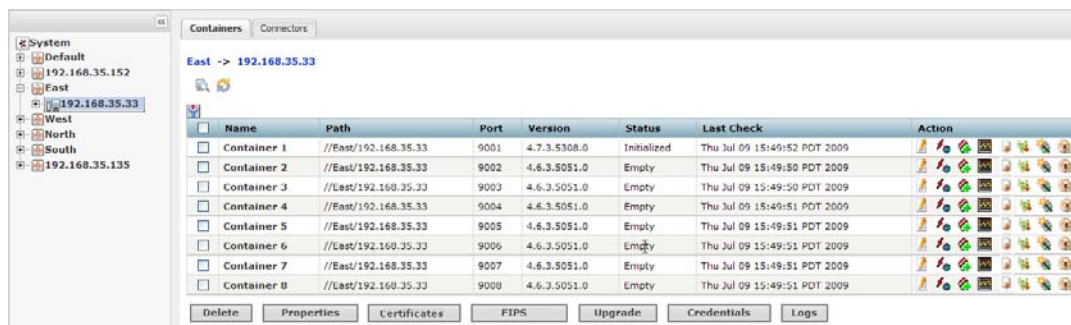 Containers Connectors
System
Default
192.168.35.152
East
192.168.35.33
West
North
South
192.168.35.135
East -> 192.168.35.33
Name Path Port Version Status Last Check Action
Container 1 //East/192.168.35.33 9001 4.7.3.5308.0 Initialized Thu Jul 09 15:49:52 PDT 2009
Container 2 //East/192.168.35.33 9002 4.6.3.5051.0 Empty Thu Jul 09 15:49:50 PDT 2009
Container 3 //East/192.168.35.33 9003 4.6.3.5051.0 Empty Thu Jul 09 15:49:50 PDT 2009
Container 4 //East/192.168.35.33 9004 4.6.3.5051.0 Empty Thu Jul 09 15:49:51 PDT 2009
Container 5 //East/192.168.35.33 9005 4.6.3.5051.0 Empty Thu Jul 09 15:49:51 PDT 2009
Container 6 //East/192.168.35.33 9006 4.6.3.5051.0 Empty Thu Jul 09 15:49:51 PDT 2009
Container 7 //East/192.168.35.33 9007 4.6.3.5051.0 Empty Thu Jul 09 15:49:51 PDT 2009
Container 8 //East/192.168.35.33 9008 4.6.3.5051.0 Empty Thu Jul 09 15:49:51 PDT 2009
Delete Properties Certificates FIPS Upgrade Credentials Logs